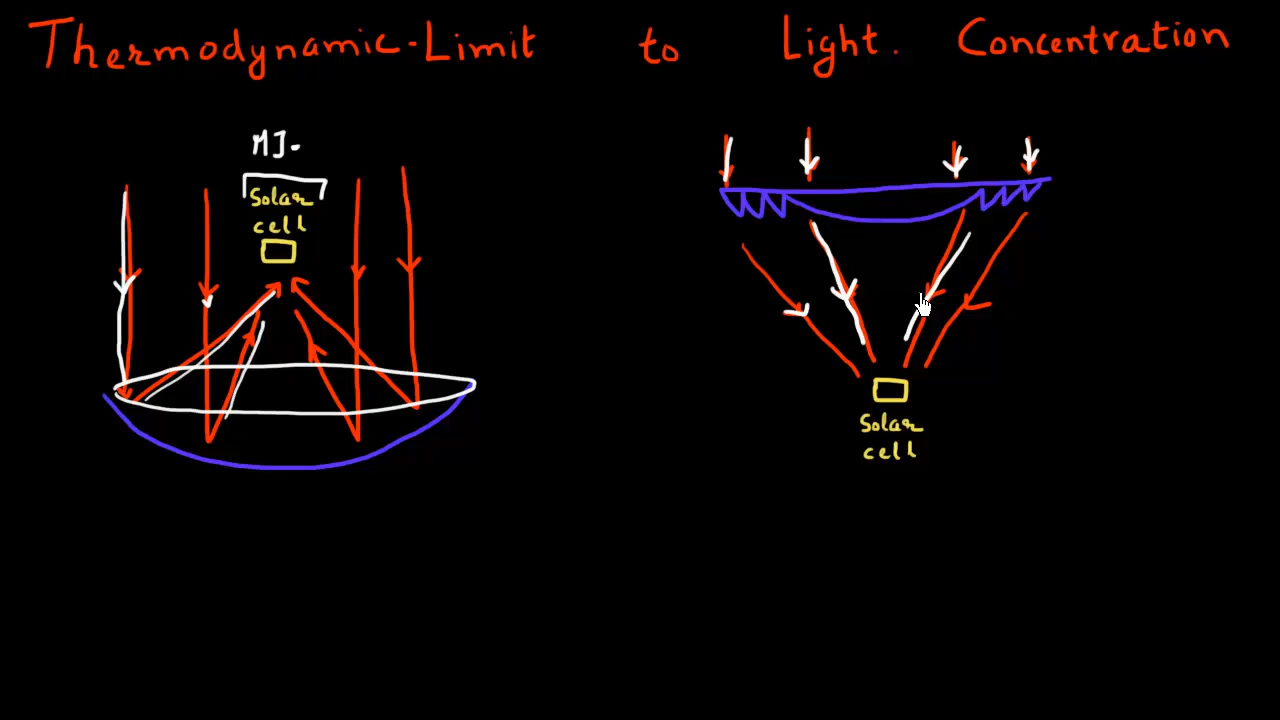 Thermodynamic-Limit to Light. Concentration
MJ-
Solar
cell
Solar
cell